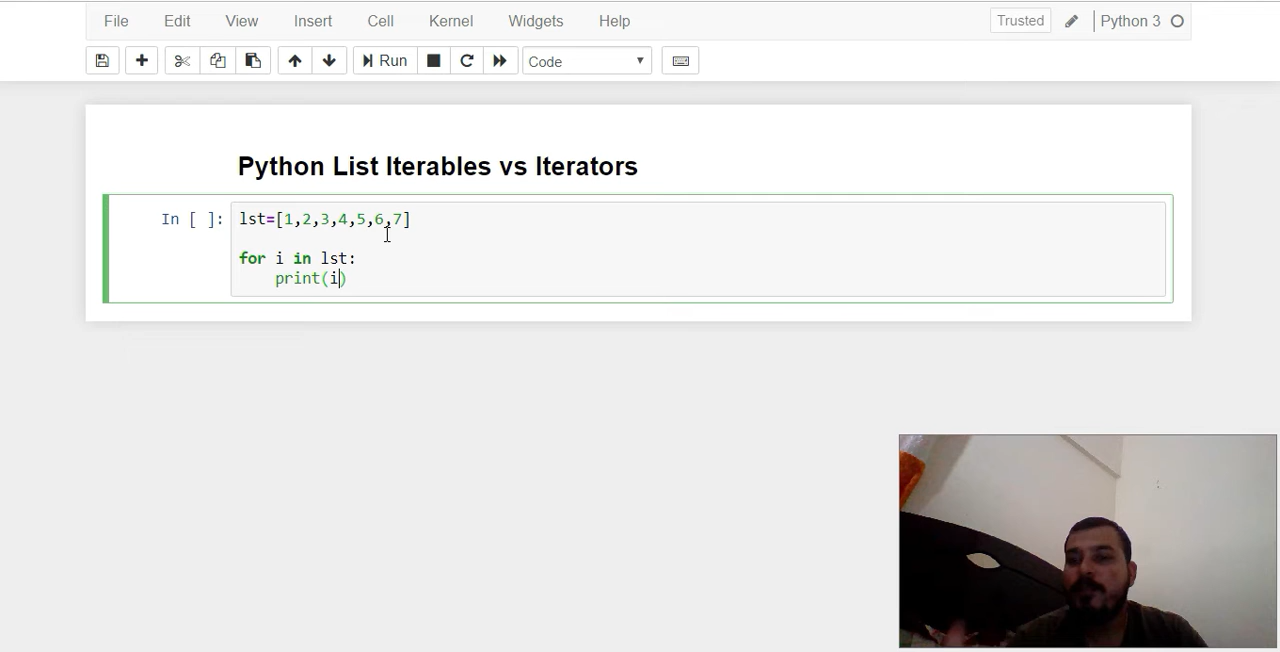 File Edit View Insert Cell Kernel Widgets Help Trusted Python 3
Run Code
Python List Iterables vs Iterators
In [ ]: lst=[1,2,3,4,5,6,7]
for i in lst:
    print(i)